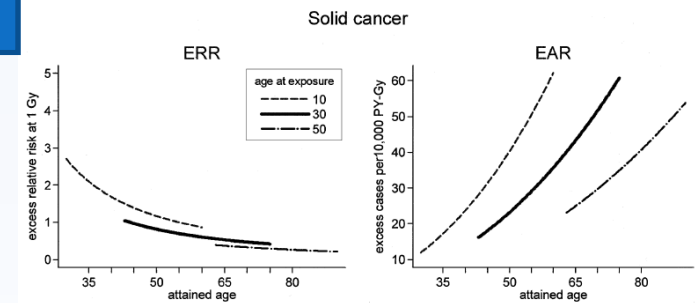 Solid cancer
ERR
excess relative risk at 1 Gy
5
4
3
2
1
0
age at exposure
10
30
50
35
50
65
80
attained age
EAR
excess cases per10,000 PY-Gy
60
50
40
30
20
10
35
50
65
80
attained age